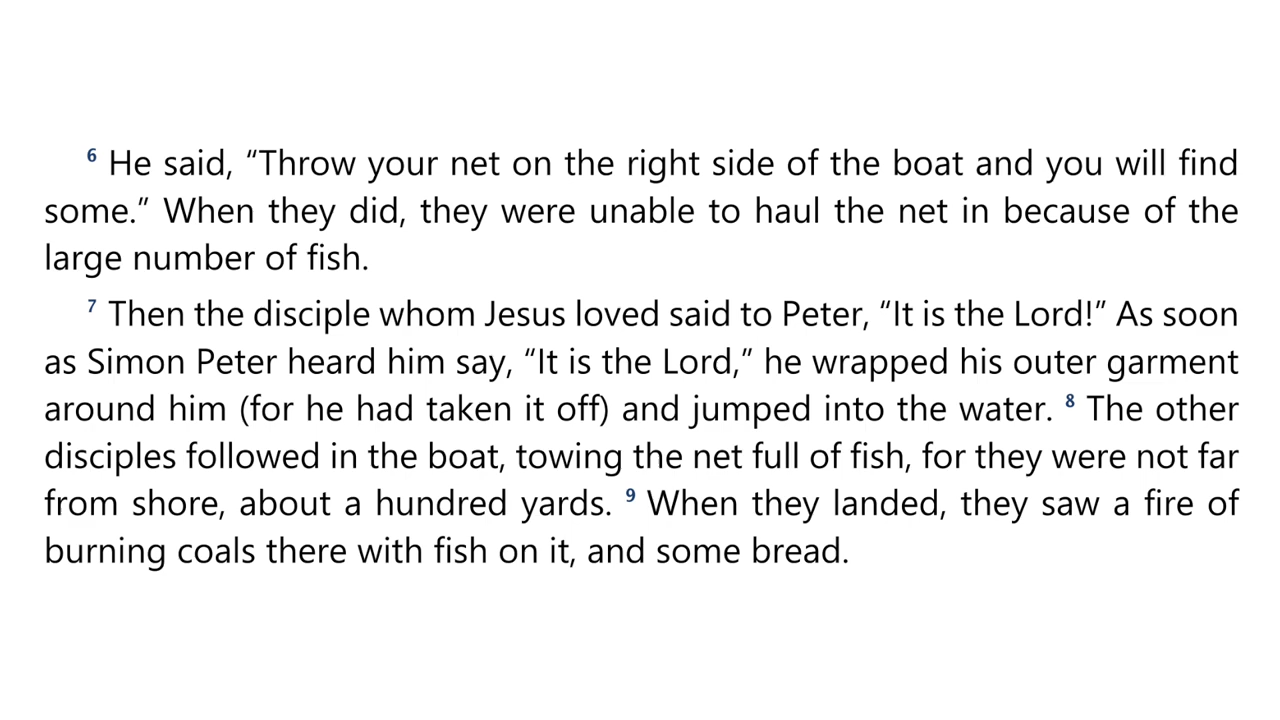 6 He said, “Throw your net on the right side of the boat and you will find
some.” When they did, they were unable to haul the net in because of the
large number of fish.
7 Then the disciple whom Jesus loved said to Peter, “It is the Lord!” As soon
as Simon Peter heard him say, “It is the Lord,” he wrapped his outer garment
around him (for he had taken it off) and jumped into the water. 8 The other
disciples followed in the boat, towing the net full of fish, for they were not far
from shore, about a hundred yards. 9 When they landed, they saw a fire of
burning coals there with fish on it, and some bread.